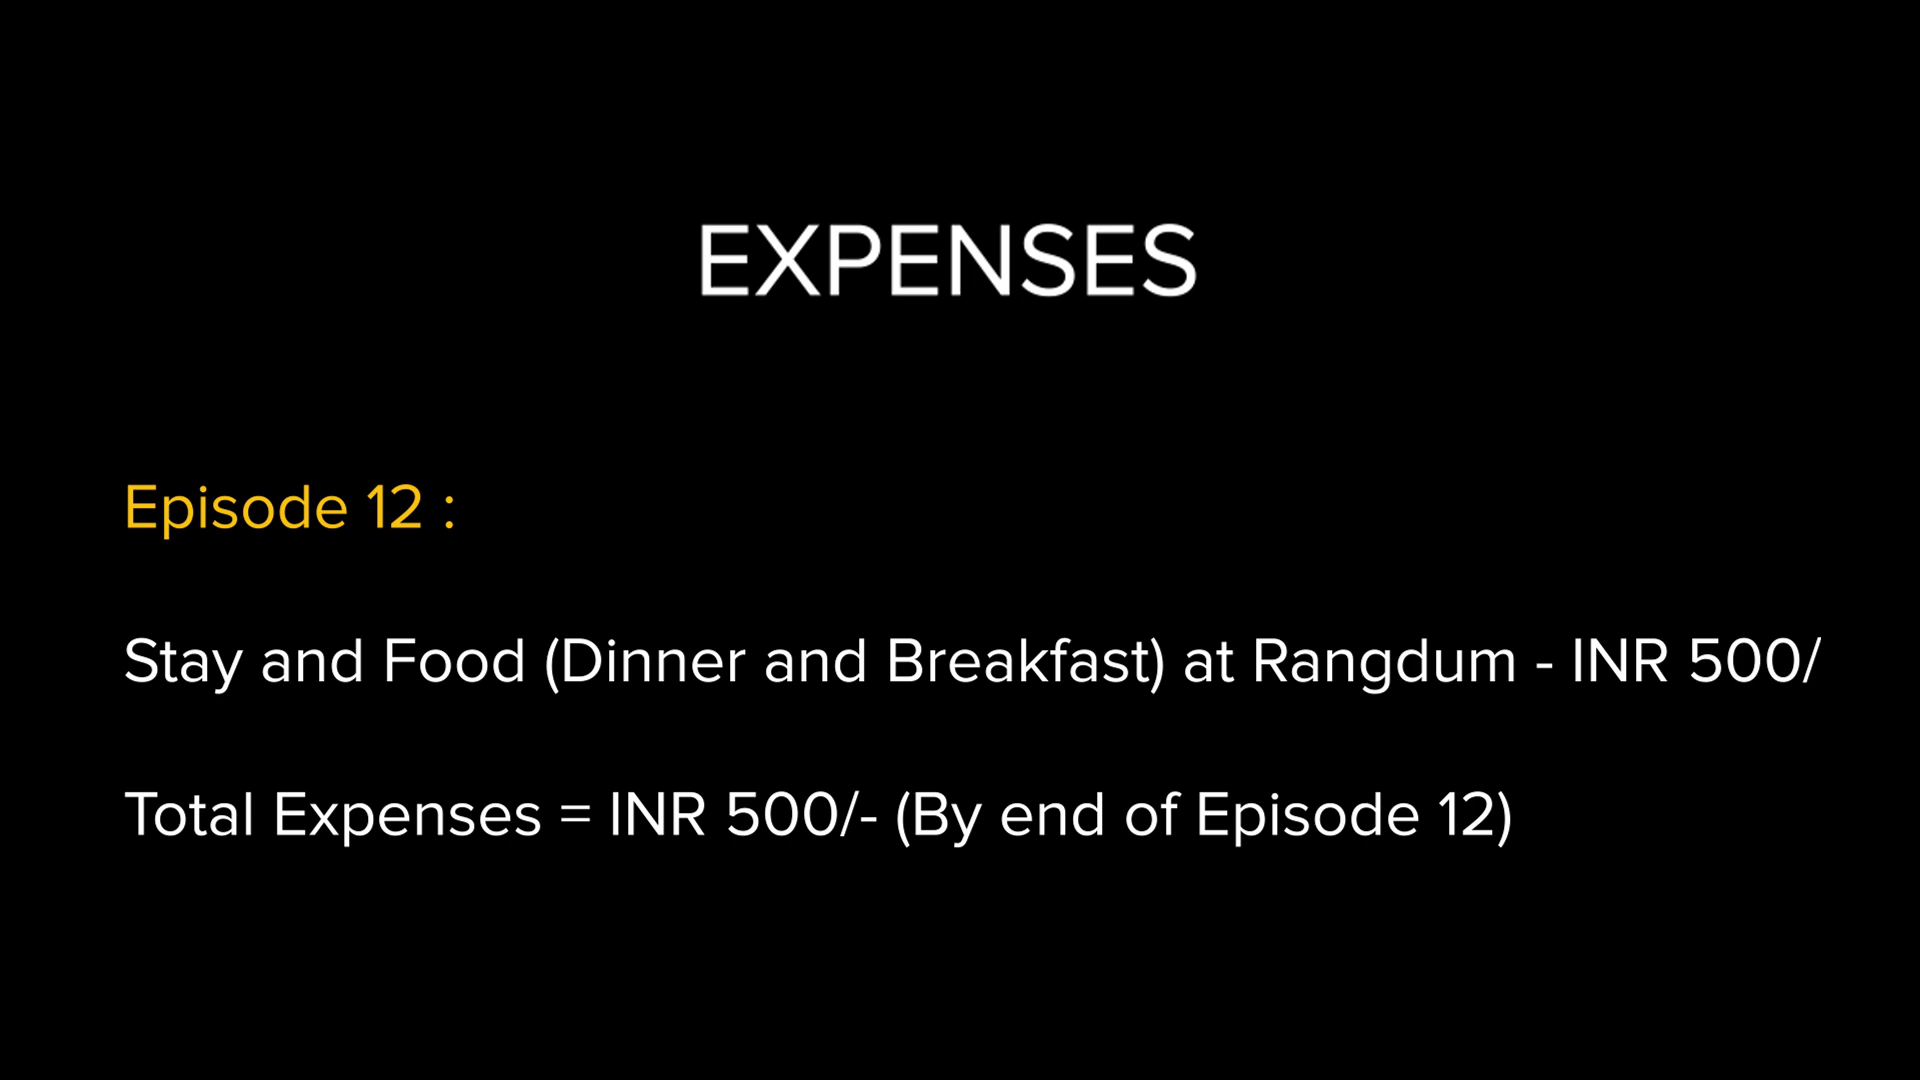 EXPENSES
Episode 12 :
Stay and Food (Dinner and Breakfast) at Rangdum - INR 500/
Total Expenses = INR 500/- (By end of Episode 12)